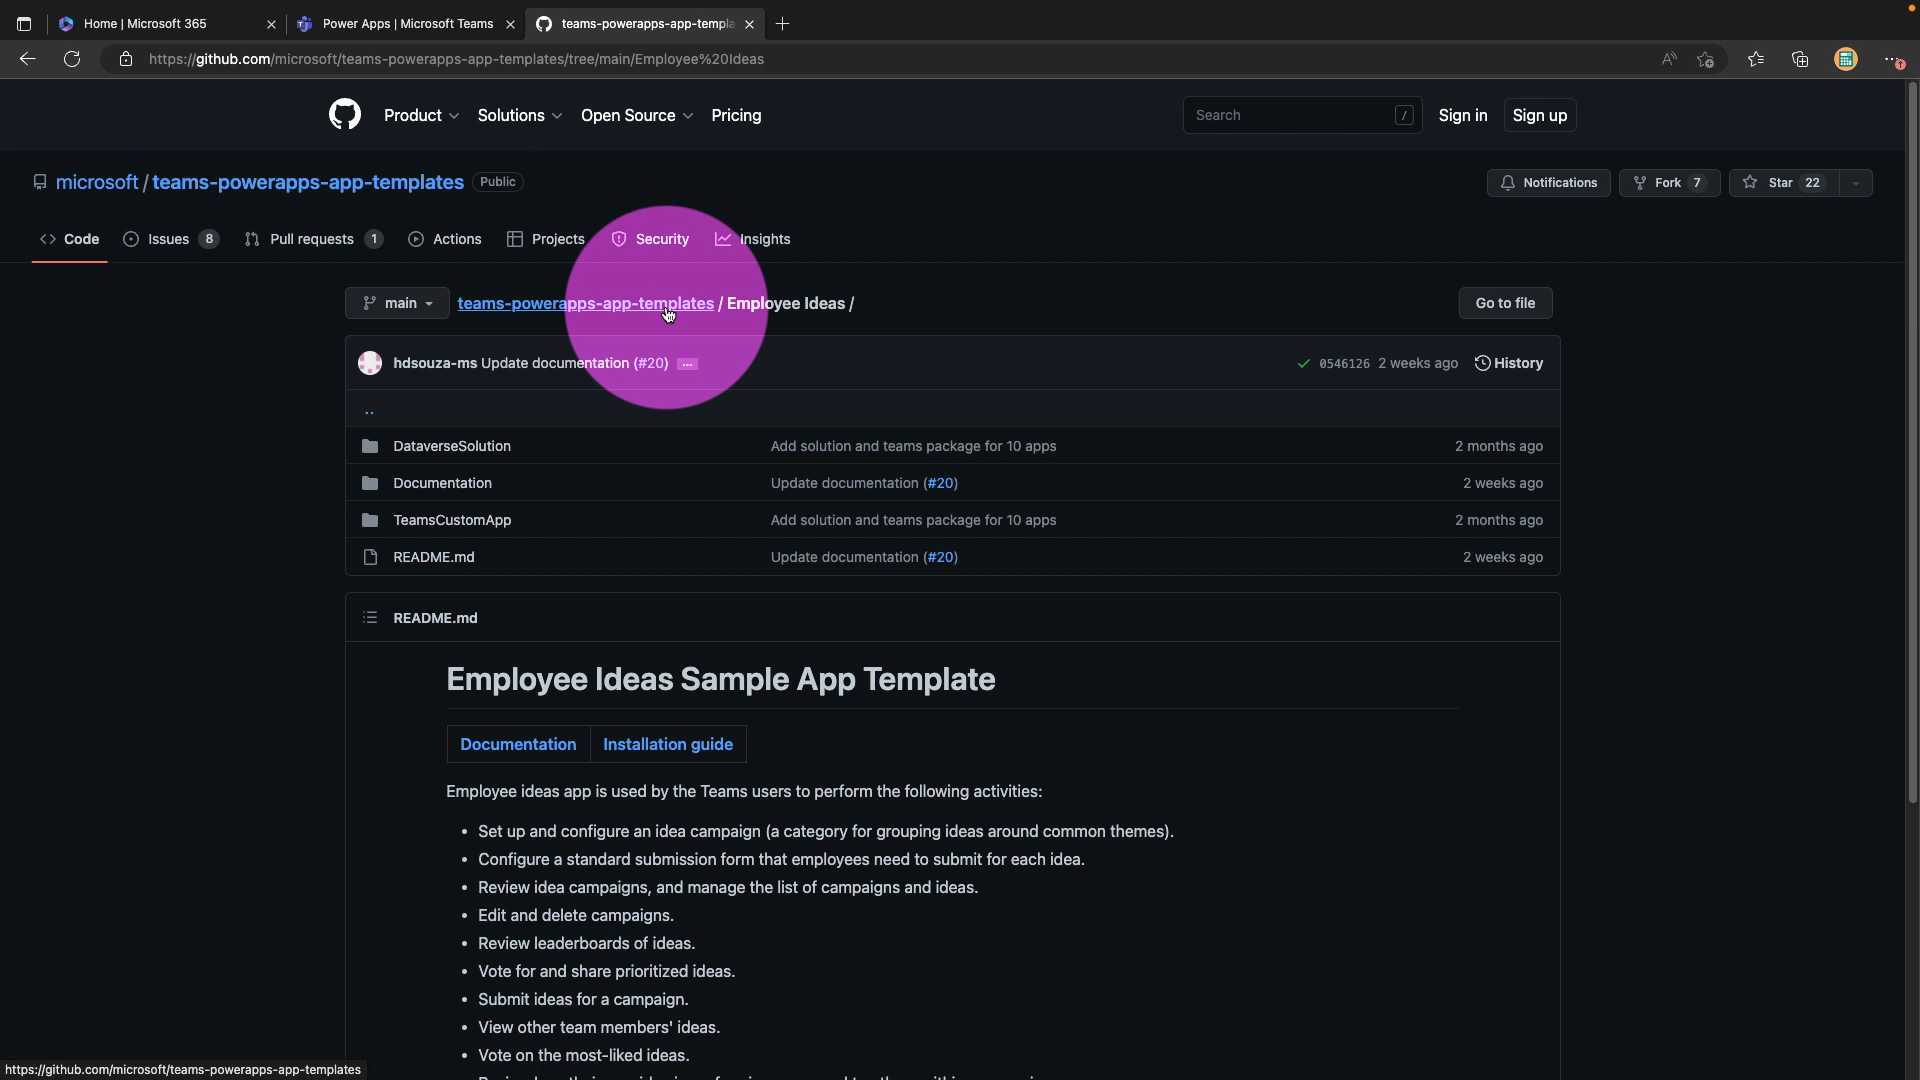 Home | Microsoft 365
Power Apps | Microsoft Teams
teams-powerapps-app-templa
https://github.com/microsoft/teams-powerapps-app-templates/tree/main/Employee%20Ideas
Product Solutions Open Source Pricing
Search /
Sign in
Sign up
microsoft / teams-powerapps-app-templates Public
Notifications
Fork 7
Star 22
Code
Issues 8
Pull requests 1
Actions
Projects
Security
Insights
main
teams-powerapps-app-templates / Employee Ideas /
Go to file
hdsouza-ms Update documentation (#20) ...
0546126 2 weeks ago History
..
DataverseSolution Add solution and teams package for 10 apps 2 months ago
Documentation Update documentation (#20) 2 weeks ago
TeamsCustomApp Add solution and teams package for 10 apps 2 months ago
README.md Update documentation (#20) 2 weeks ago
README.md
Employee Ideas Sample App Template
Documentation Installation guide
Employee ideas app is used by the Teams users to perform the following activities:
• Set up and configure an idea campaign (a category for grouping ideas around common themes).
• Configure a standard submission form that employees need to submit for each idea.
• Review idea campaigns, and manage the list of campaigns and ideas.
• Edit and delete campaigns.
• Review leaderboards of ideas.
• Vote for and share prioritized ideas.
• Submit ideas for a campaign.
• View other team members' ideas.
• Vote on the most-liked ideas.
https://github.com/microsoft/teams-powerapps-app-templates